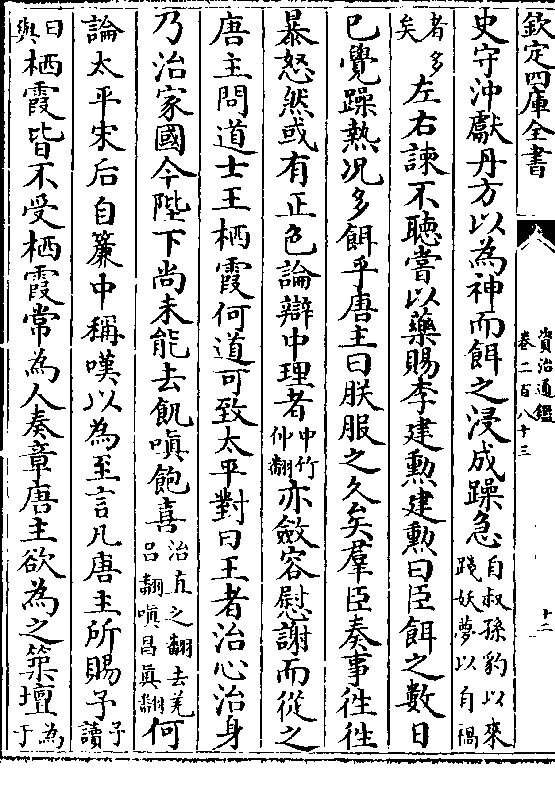 欽定四庫全書
資治通鑑
卷二百八十三
十二
史守沖獻丹方以為神而餌之浸成躁急自叔孫豹以來踐妖夢以自禍
者多矣左右諫不聽嘗以藥賜李建勲建勲曰臣餌之數日
已覺躁熱况多餌乎唐主曰朕服之久矣羣臣奏事徃徃
暴怒然或有正色論辯中理者中竹仲翻亦斂容慰謝而從之
唐主問道士王栖霞何道可致太平對曰王者治心治身
乃治家國今陛下尚未能去飢嗔飽喜治直之翻去羌吕翻嗔昌真翻何
論太平宋后自簾中稱嘆以為至言凡唐主所賜予予讀
曰與栖霞皆不受栖霞常為人奏章唐主欲為之築壇為于